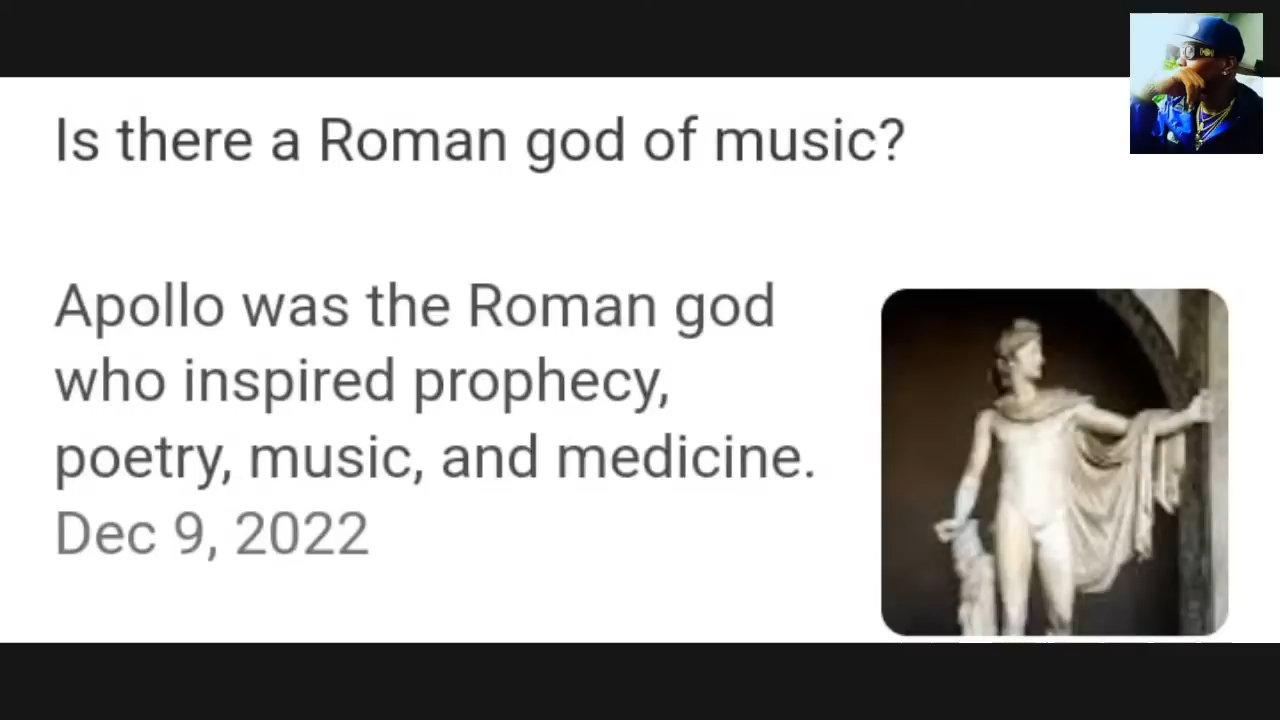 Is there a Roman god of music?
Apollo was the Roman god
who inspired prophecy,
poetry, music, and medicine.
Dec 9, 2022